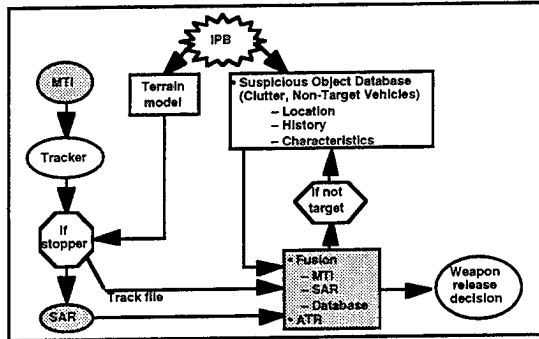 IPB
MTI
Terrain
model
• Suspicious Object Database
(Clutter, Non-Target Vehicles)
– Location
– History
– Characteristics
Tracker
If not
target
If
stopper
• Fusion
– MTI
– SAR
– Database
• ATR
Weapon
release
decision
Track file
SAR